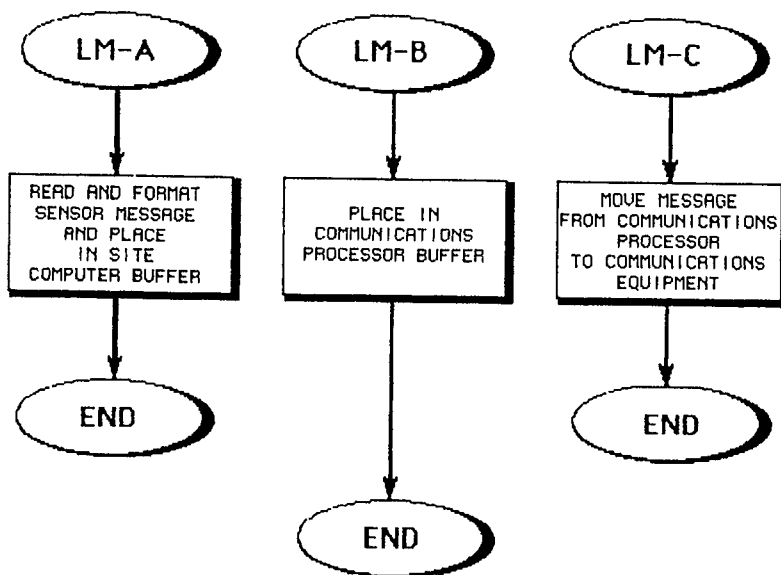 LM-A
READ AND FORMAT
SENSOR MESSAGE
AND PLACE
IN SITE
COMPUTER BUFFER
END
LM-B
PLACE IN
COMMUNICATIONS
PROCESSOR BUFFER
END
LM-C
MOVE MESSAGE
FROM COMMUNICATIONS
PROCESSOR
TO COMMUNICATIONS
EQUIPMENT
END